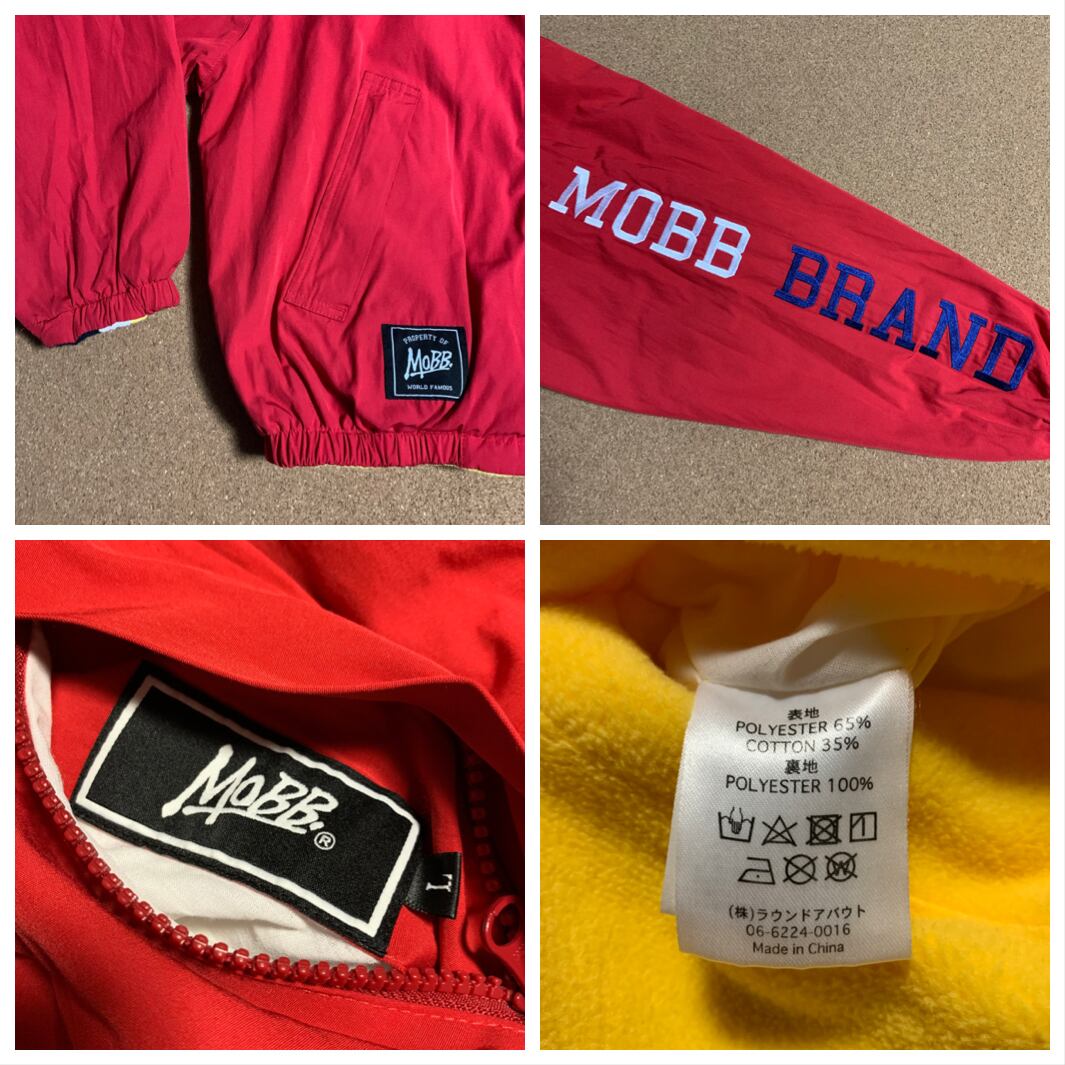 PROPERTY OF
MOBB.
WORLD FAMOUS
MOBB BRAND
MOBB.®
L
表地
POLYESTER 65%
COTTON 35%
裏地
POLYESTER 100%
(株)ラウンドアバウト
06-6224-0016
Made in China